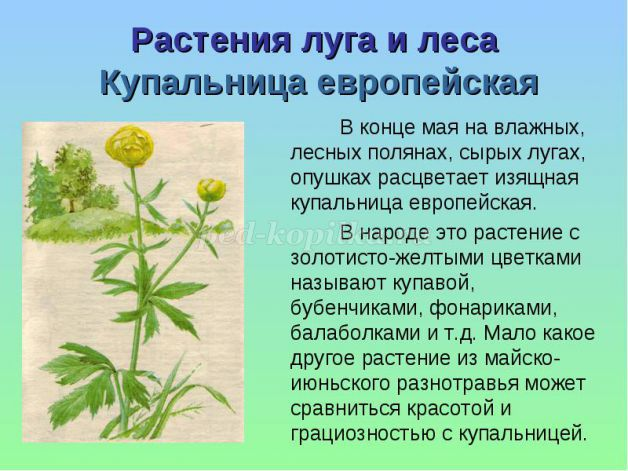 Растения луга и леса
Купальница европейская
В конце мая на влажных,
лесных полянах, сырых лугах,
опушках расцветает изящная
купальница европейская.
В народе это растение с
золотисто-желтыми цветками
называют купавой,
бубенчиками, фонариками,
балаболками и т.д. Мало какое
другое растение из майско-
июньского разнотравья может
сравниться красотой и
грациозностью с купальницей.